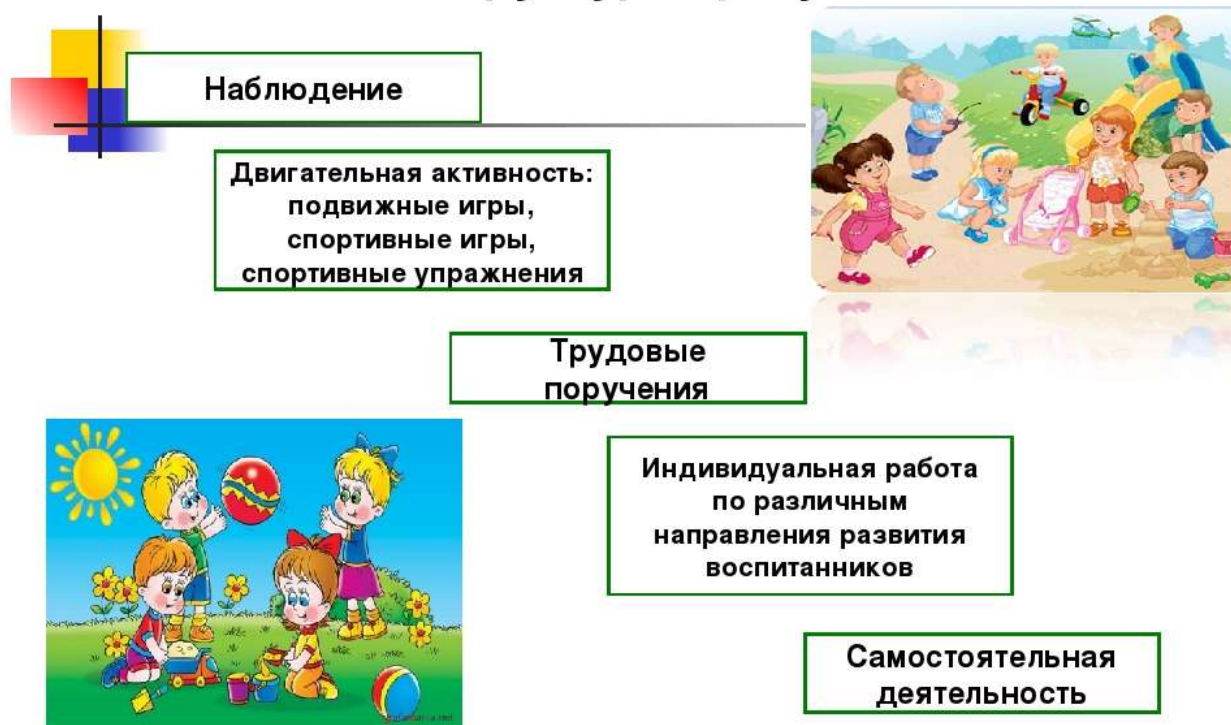 Наблюдение
Двигательная активность:
подвижные игры,
спортивные игры,
спортивные упражнения
Трудовые
поручения
Индивидуальная работа
по различным
направления развития
воспитанников
Самостоятельная
деятельность